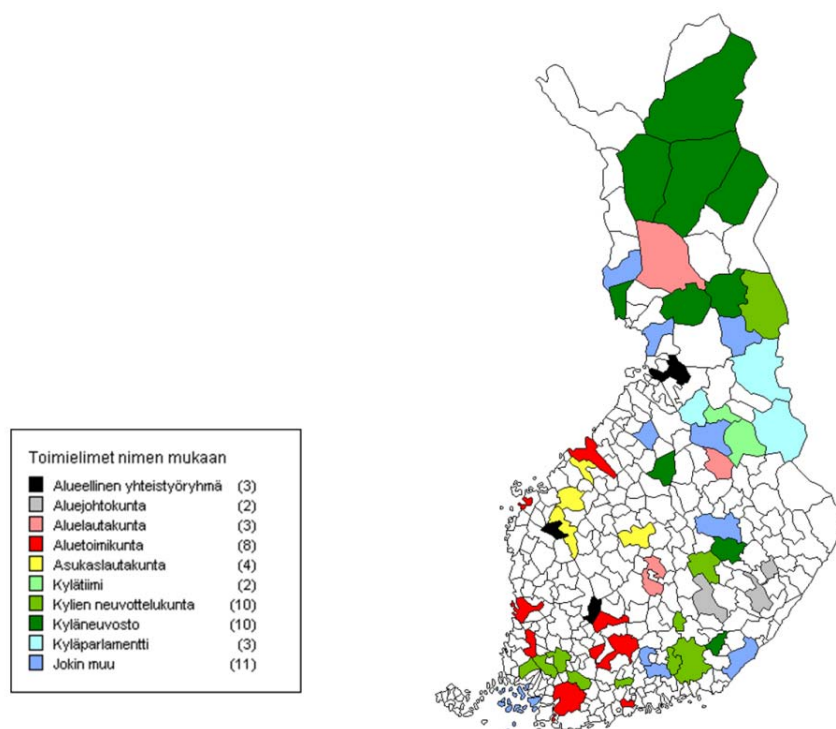 Toimielimet nimen mukaan
Alueellinen yhteistyöryhmä (3)
Aluejohtokunta (2)
Aluelautakunta (3)
Aluetoimikunta (8)
Asukaslautakunta (4)
Kylätiimi (2)
Kylien neuvottelukunta (10)
Kyläneuvosto (10)
Kyläparlamentti (3)
Jokin muu (11)